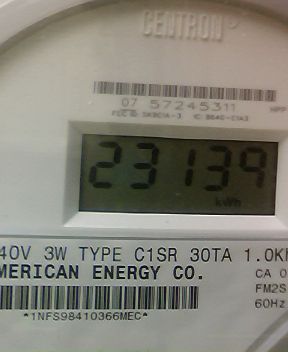 CENTRON
07 57245311
23139
kWh
40V 3W TYPE C1SR 30TA 1.0K
MERICAN ENERGY CO.
CA 0
FM2S
60Hz
*1NFS98410366MEC*